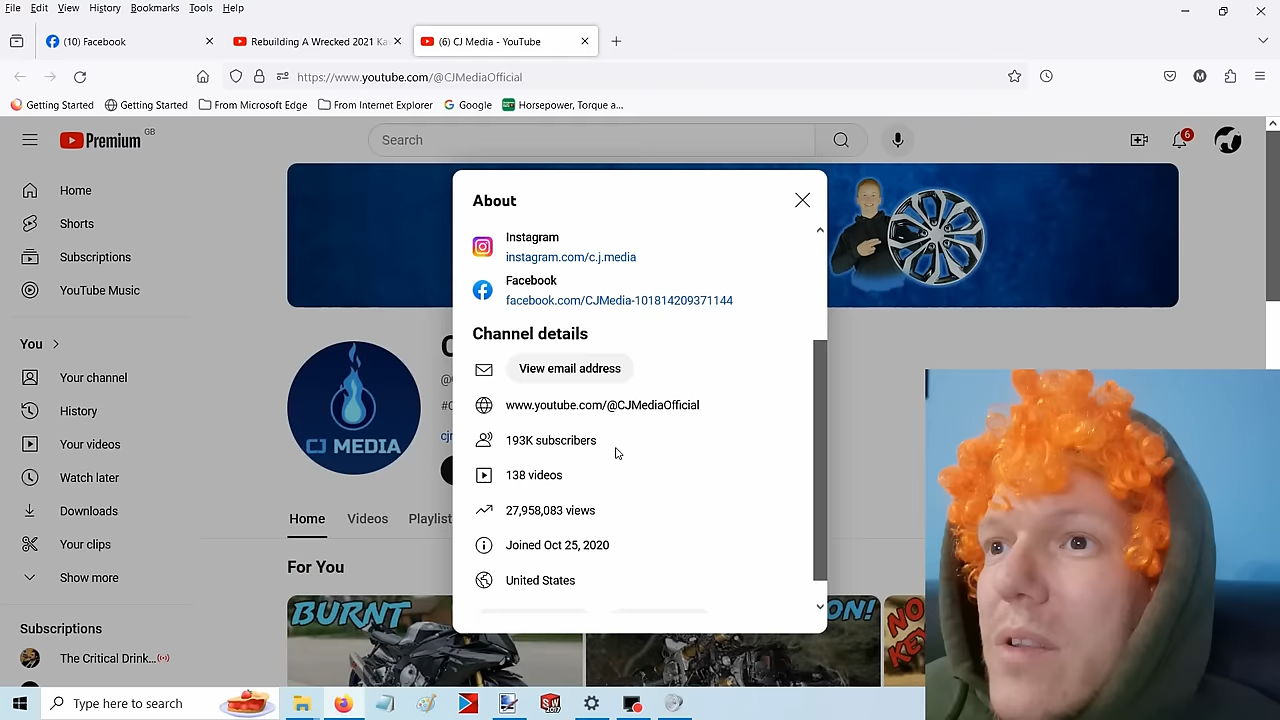 File Edit View History Bookmarks Tools Help
(10) Facebook
Rebuilding A Wrecked 2021 Ka
(6) CJ Media - YouTube
https://www.youtube.com/@CJMediaOfficial
M
Getting Started
Getting Started
From Microsoft Edge
From Internet Explorer
Google
Horsepower, Torque a...
Premium GB
Search
6
Home
Shorts
Subscriptions
YouTube Music
You
Your channel
History
Your videos
Watch later
Downloads
Your clips
Show more
Subscriptions
The Critical Drink...
CJ MEDIA
Home Videos Playlist
For You
BURNT
ON!
NO
KEY
About
Instagram
instagram.com/c.j.media
Facebook
facebook.com/CJMedia-101814209371144
Channel details
View email address
www.youtube.com/@CJMediaOfficial
193K subscribers
138 videos
27,958,083 views
Joined Oct 25, 2020
United States
Type here to search